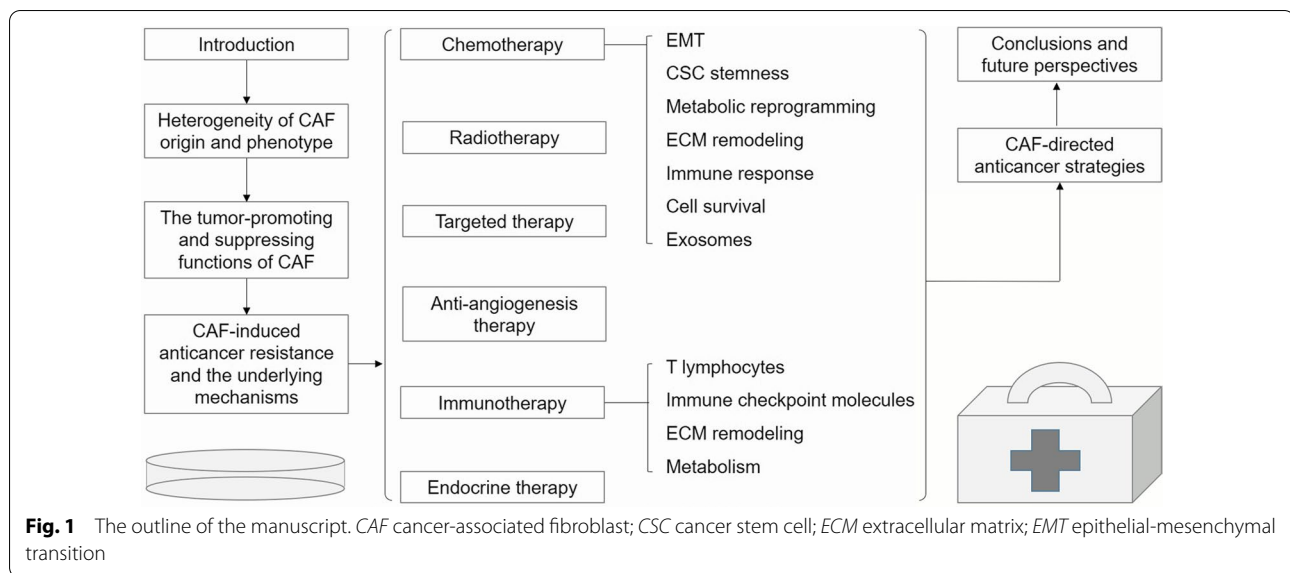 Introduction
Heterogeneity of CAF
origin and phenotype
The tumor-promoting
and suppressing
functions of CAF
CAF-induced
anticancer resistance
and the underlying
mechanisms
Chemotherapy
Radiotherapy
Targeted therapy
Anti-angiogenesis
therapy
Immunotherapy
Endocrine therapy
EMT
CSC stemness
Metabolic reprogramming
ECM remodeling
Immune response
Cell survival
Exosomes
T lymphocytes
Immune checkpoint molecules
ECM remodeling
Metabolism
Conclusions and
future perspectives
CAF-directed
anticancer strategies
Fig. 1 The outline of the manuscript. CAF cancer-associated fibroblast; CSC cancer stem cell; ECM extracellular matrix; EMT epithelial-mesenchymal
transition